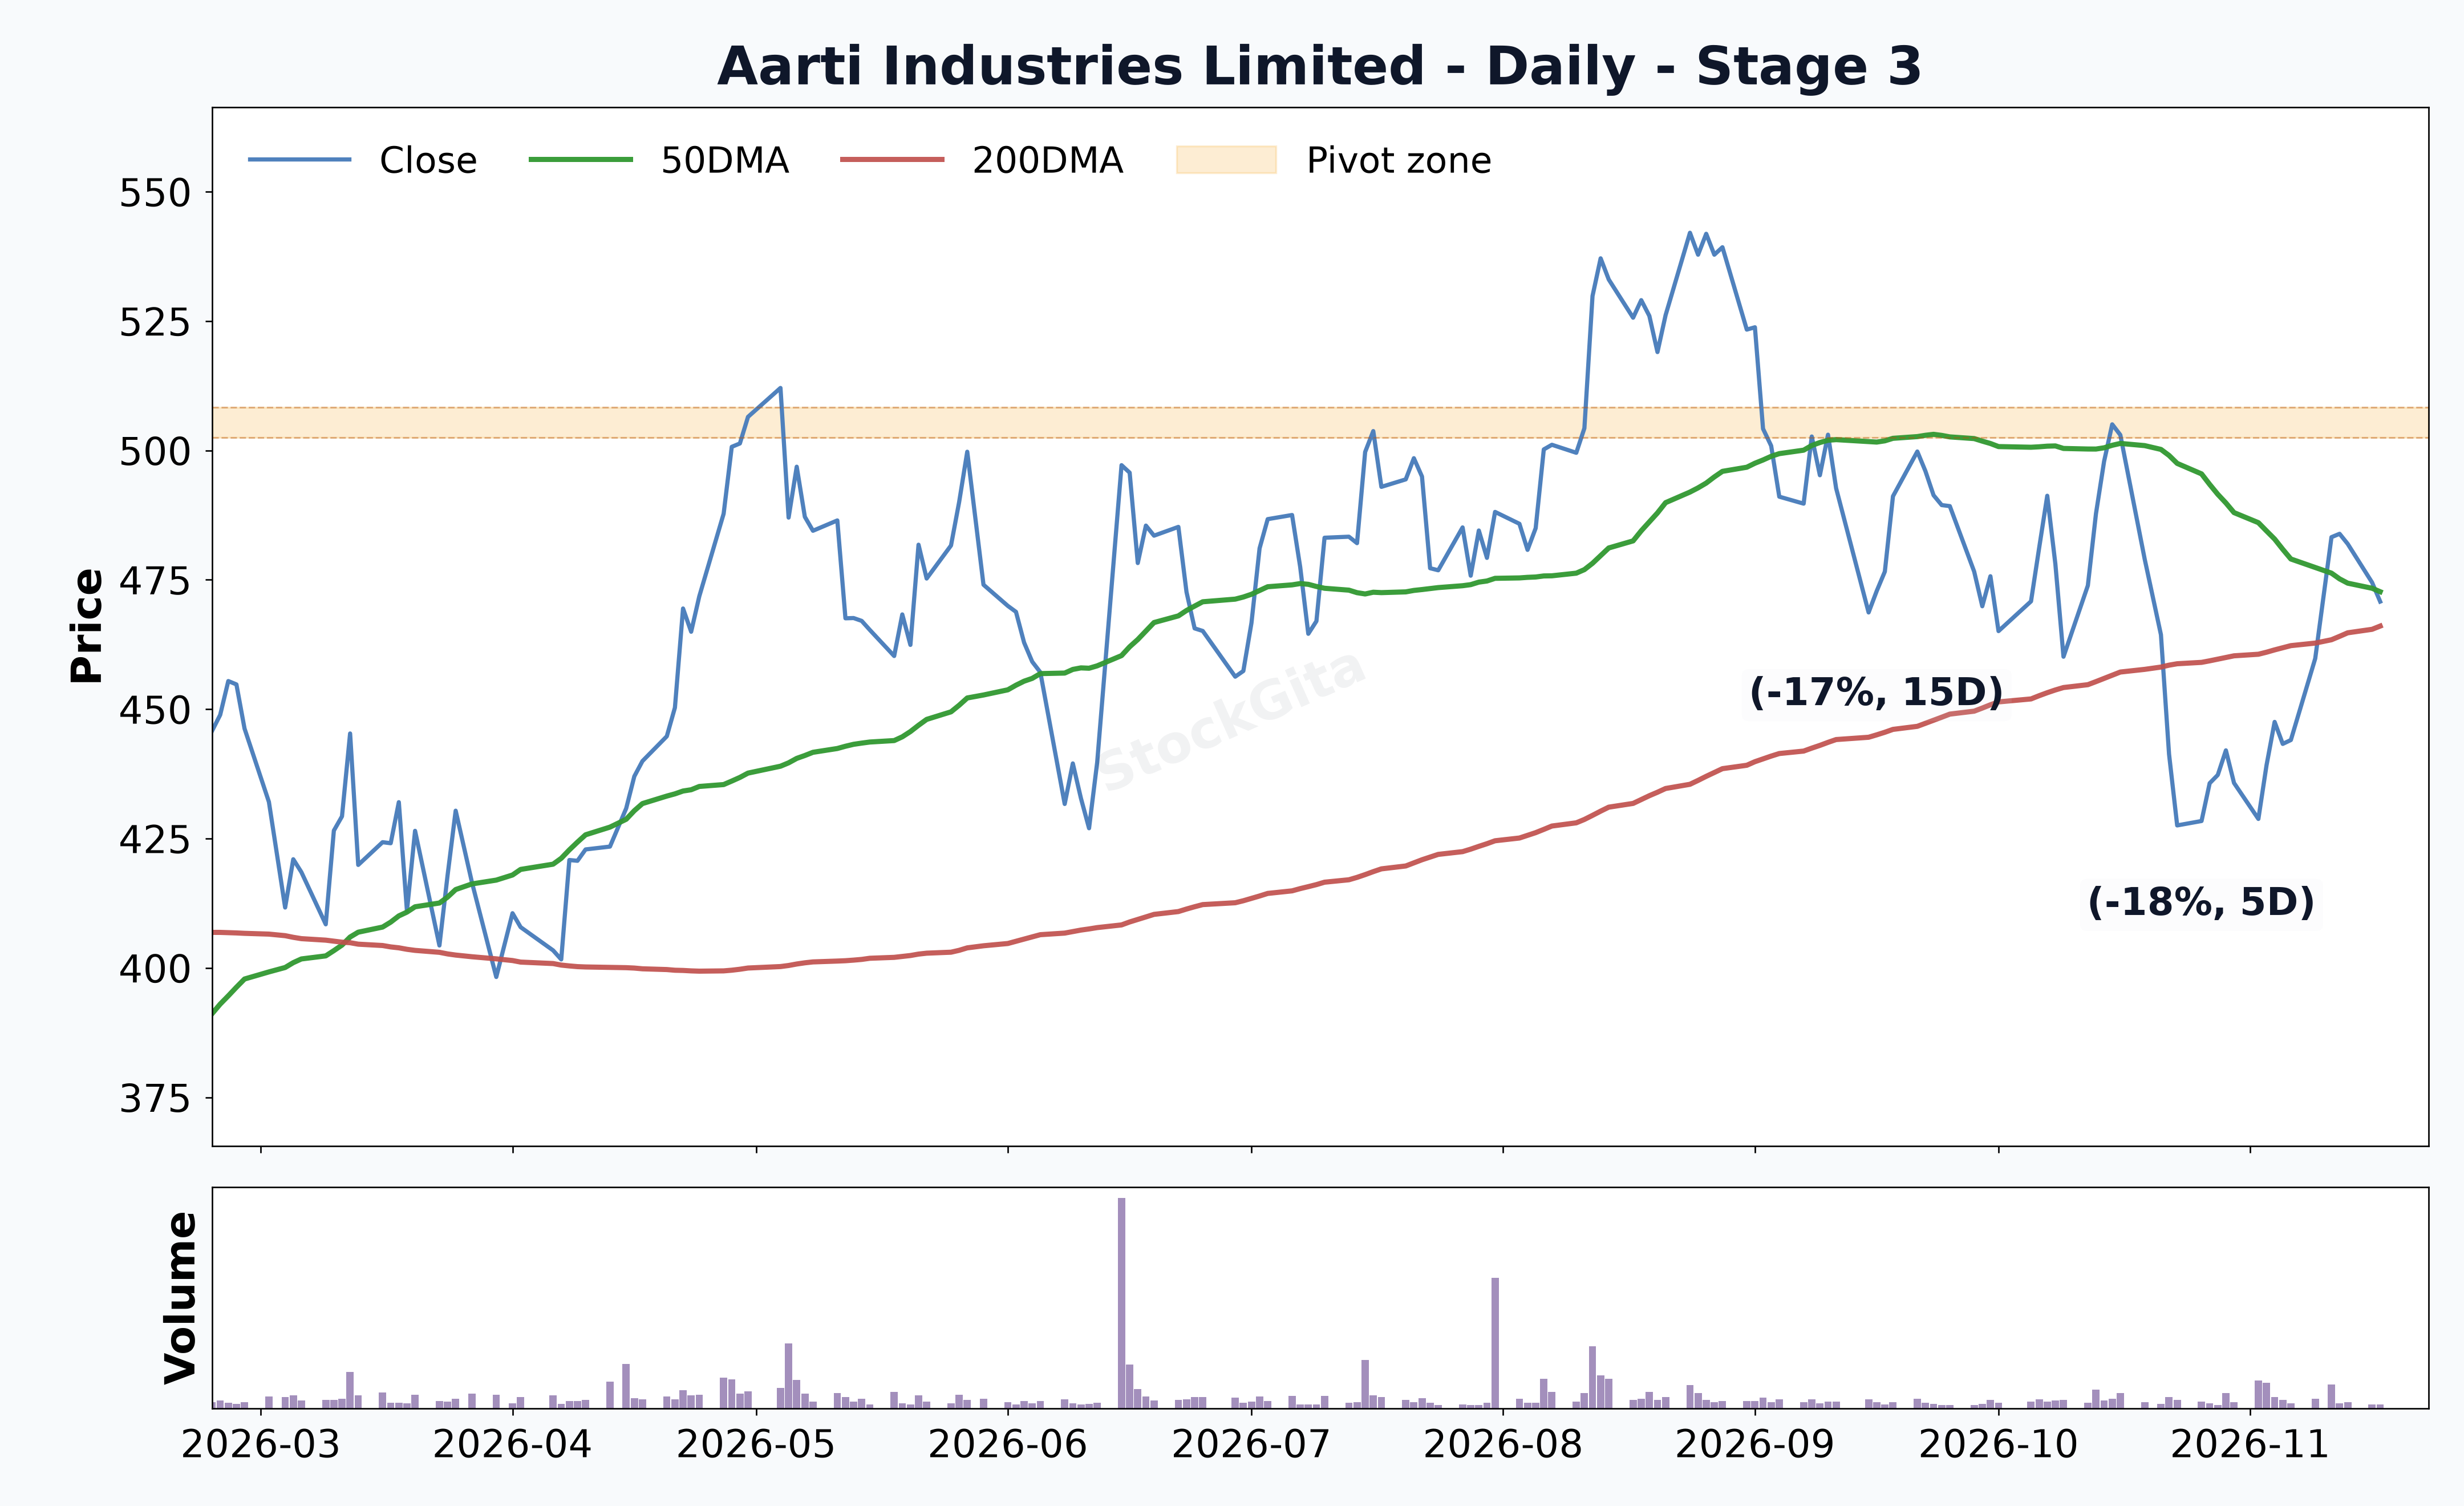 Aarti Industries Limited - Daily - Stage 3
Close 50DMA 200DMA Pivot zone
550
525
500
475
450
425
400
375
Price
(-17%, 15D)
(-18%, 5D)
StockGita
Volume
2026-03 2026-04 2026-05 2026-06 2026-07 2026-08 2026-09 2026-10 2026-11